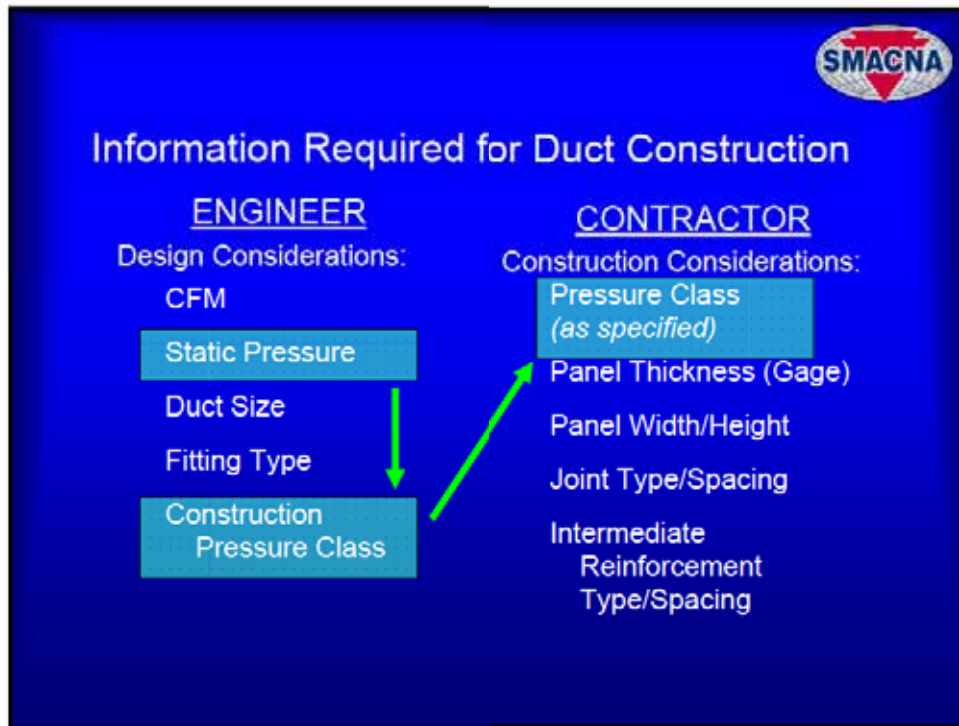 SMACNA
Information Required for Duct Construction
ENGINEER
Design Considerations:
CFM
Static Pressure
Duct Size
Fitting Type
Construction
Pressure Class
CONTRACTOR
Construction Considerations:
Pressure Class
(as specified)
Panel Thickness (Gage)
Panel Width/Height
Joint Type/Spacing
Intermediate
Reinforcement
Type/Spacing